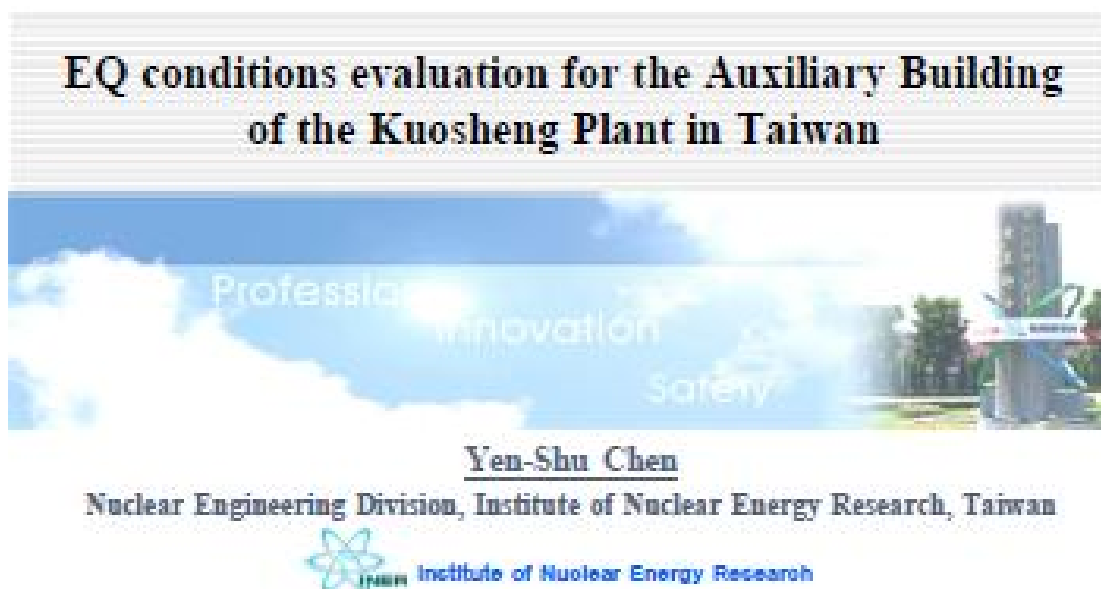 EQ conditions evaluation for the Auxiliary Building
of the Kuosheng Plant in Taiwan
Innovation
Safety
Yen-Shu Chen
Nuclear Engineering Division, Institute of Nuclear Energy Research, Taiwan
INER Institute of Nuclear Energy Research